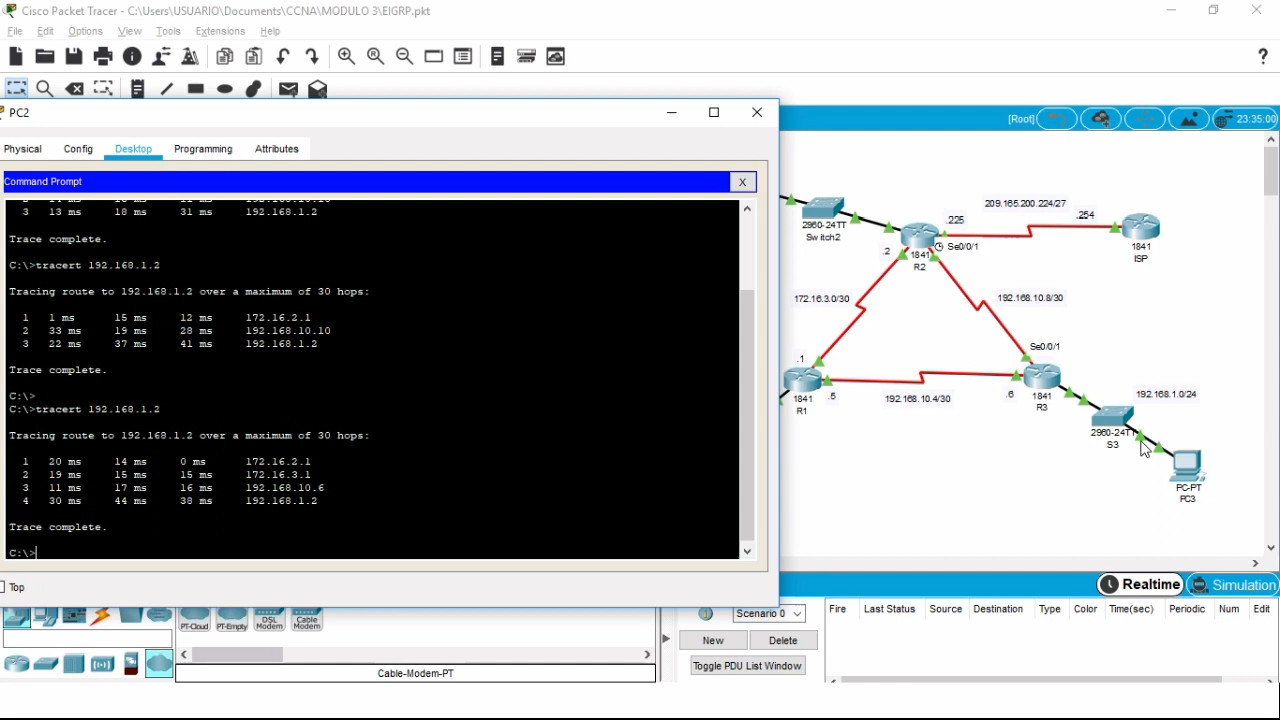 Cisco Packet Tracer - C:\Users\USUARIO\Documents\CCNA\MODULO 3\EIGRP.pkt
File Edit Options View Tools Extensions Help
?
PC2
Physical Config Desktop Programming Attributes
Command Prompt X
3 13 ms 18 ms 31 ms 192.168.1.2
Trace complete.
C:\>tracert 192.168.1.2
Tracing route to 192.168.1.2 over a maximum of 30 hops:
1 1 ms 15 ms 12 ms 172.16.2.1
2 33 ms 19 ms 28 ms 192.168.10.10
3 22 ms 37 ms 41 ms 192.168.1.2
Trace complete.
C:\>
C:\>tracert 192.168.1.2
Tracing route to 192.168.1.2 over a maximum of 30 hops:
1 20 ms 14 ms 0 ms 172.16.2.1
2 19 ms 15 ms 15 ms 172.16.3.1
3 11 ms 17 ms 16 ms 192.168.10.6
4 30 ms 44 ms 38 ms 192.168.1.2
Trace complete.
C:\>
Top
[Root] 23:35:00
209.165.200.224/27
.225 .254
2960-24TT
Switch2
Se0/0/1
1841
R2
1841
ISP
.2
172.16.3.0/30
192.168.10.8/30
Se0/0/1
.1
1841
R1
.5
192.168.10.4/30
.6
1841
R3
192.168.1.0/24
2960-24TT
S3
PC-PT
PC3
Realtime Simulation
PT-Cloud PT-Empty DSL Modem Cable Modem
Cable-Modem-PT
Scenario 0
New Delete
Toggle PDU List Window
Fire Last Status Source Destination Type Color Time(sec) Periodic Num Edit